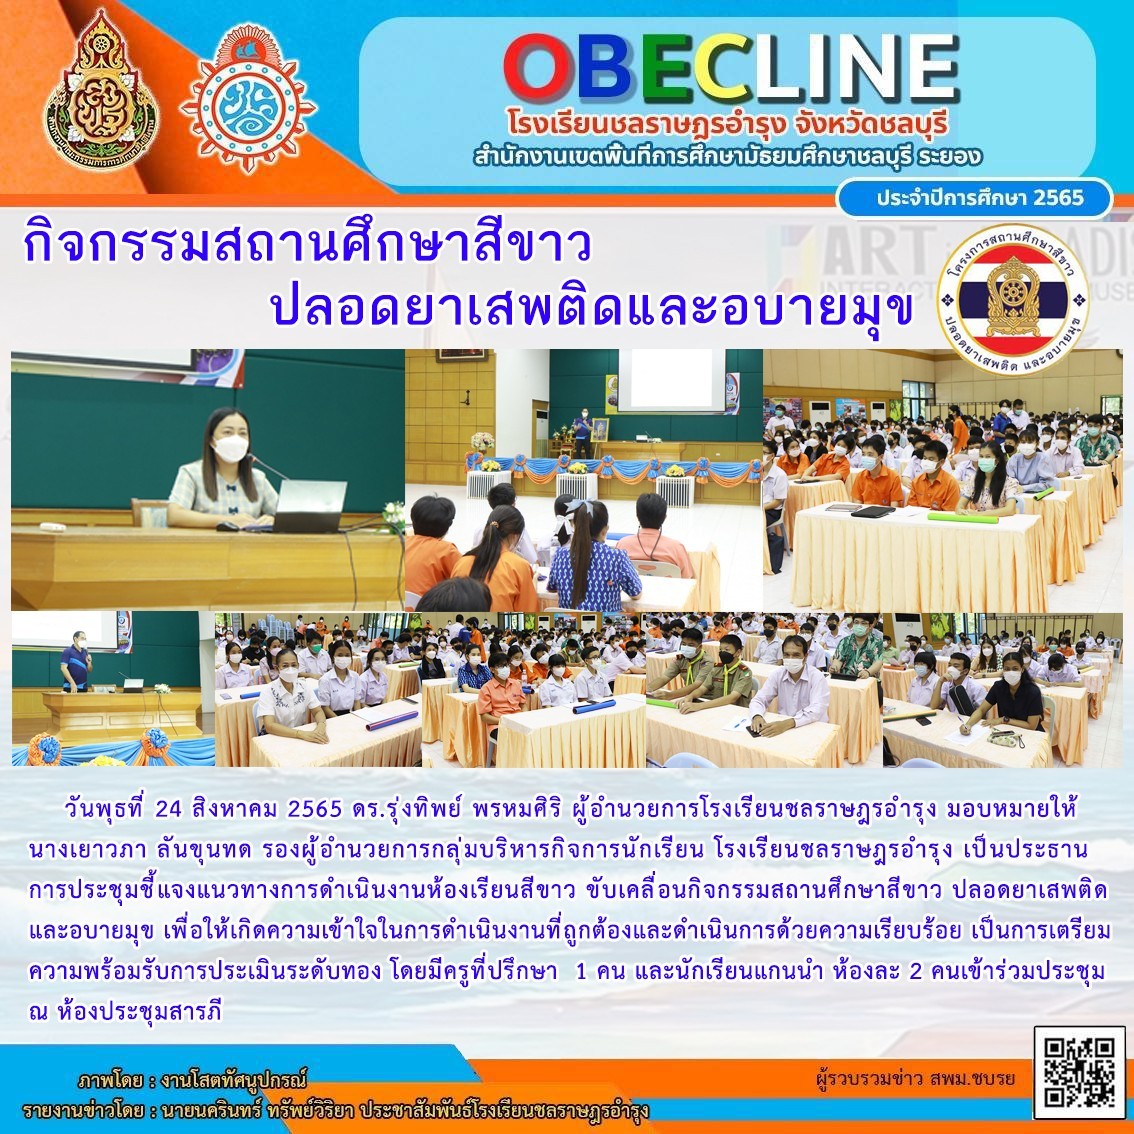 OBECLINE
โรงเรียนชลราษฎรอำรุง จังหวัดชลบุรี
สำนักงานเขตพื้นที่การศึกษามัธยมศึกษาชลบุรี ระยอง
ประจำปีการศึกษา 2565
กิจกรรมสถานศึกษาสีขาว
ปลอดยาเสพติดและอบายมุข
โครงการสถานศึกษาสีขาว
ปลอดยาเสพติด และอบายมุข
วันพุธที่ 24 สิงหาคม 2565 ดร.รุ่งทิพย์ พรหมศิริ ผู้อำนวยการโรงเรียนชลราษฎรอำรุง มอบหมายให้
นางเยาวภา ลันขุนทด รองผู้อำนวยการกลุ่มบริหารกิจการนักเรียน โรงเรียนชลราษฎรอำรุง เป็นประธาน
การประชุมชี้แจงแนวทางการดำเนินงานห้องเรียนสีขาว ขับเคลื่อนกิจกรรมสถานศึกษาสีขาว ปลอดยาเสพติด
และอบายมุข เพื่อให้เกิดความเข้าใจในการดำเนินงานที่ถูกต้องและดำเนินการด้วยความเรียบร้อย เป็นการเตรียม
ความพร้อมรับการประเมินระดับทอง โดยมีครูที่ปรึกษา 1 คน และนักเรียนแกนนำ ห้องละ 2 คนเข้าร่วมประชุม
ณ ห้องประชุมสารภี
ภาพโดย : งานโสตทัศนูปกรณ์
รายงานข่าวโดย : นายนครินทร์ ทรัพย์วิริยา ประชาสัมพันธ์โรงเรียนชลราษฎรอำรุง
ผู้รวบรวมข่าว สพม.ชบรย